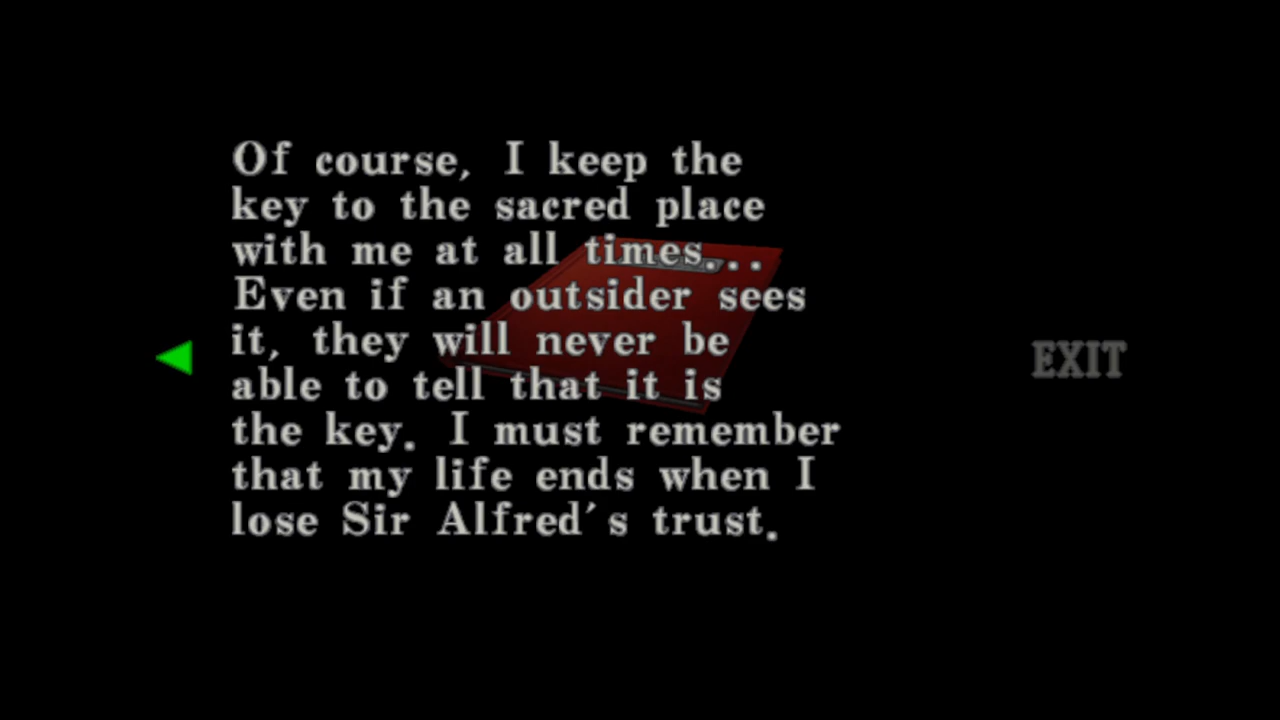 Of course, I keep the
key to the sacred place
with me at all times...
Even if an outsider sees
it, they will never be
able to tell that it is
the key. I must remember
that my life ends when I
lose Sir Alfred's trust.
EXIT